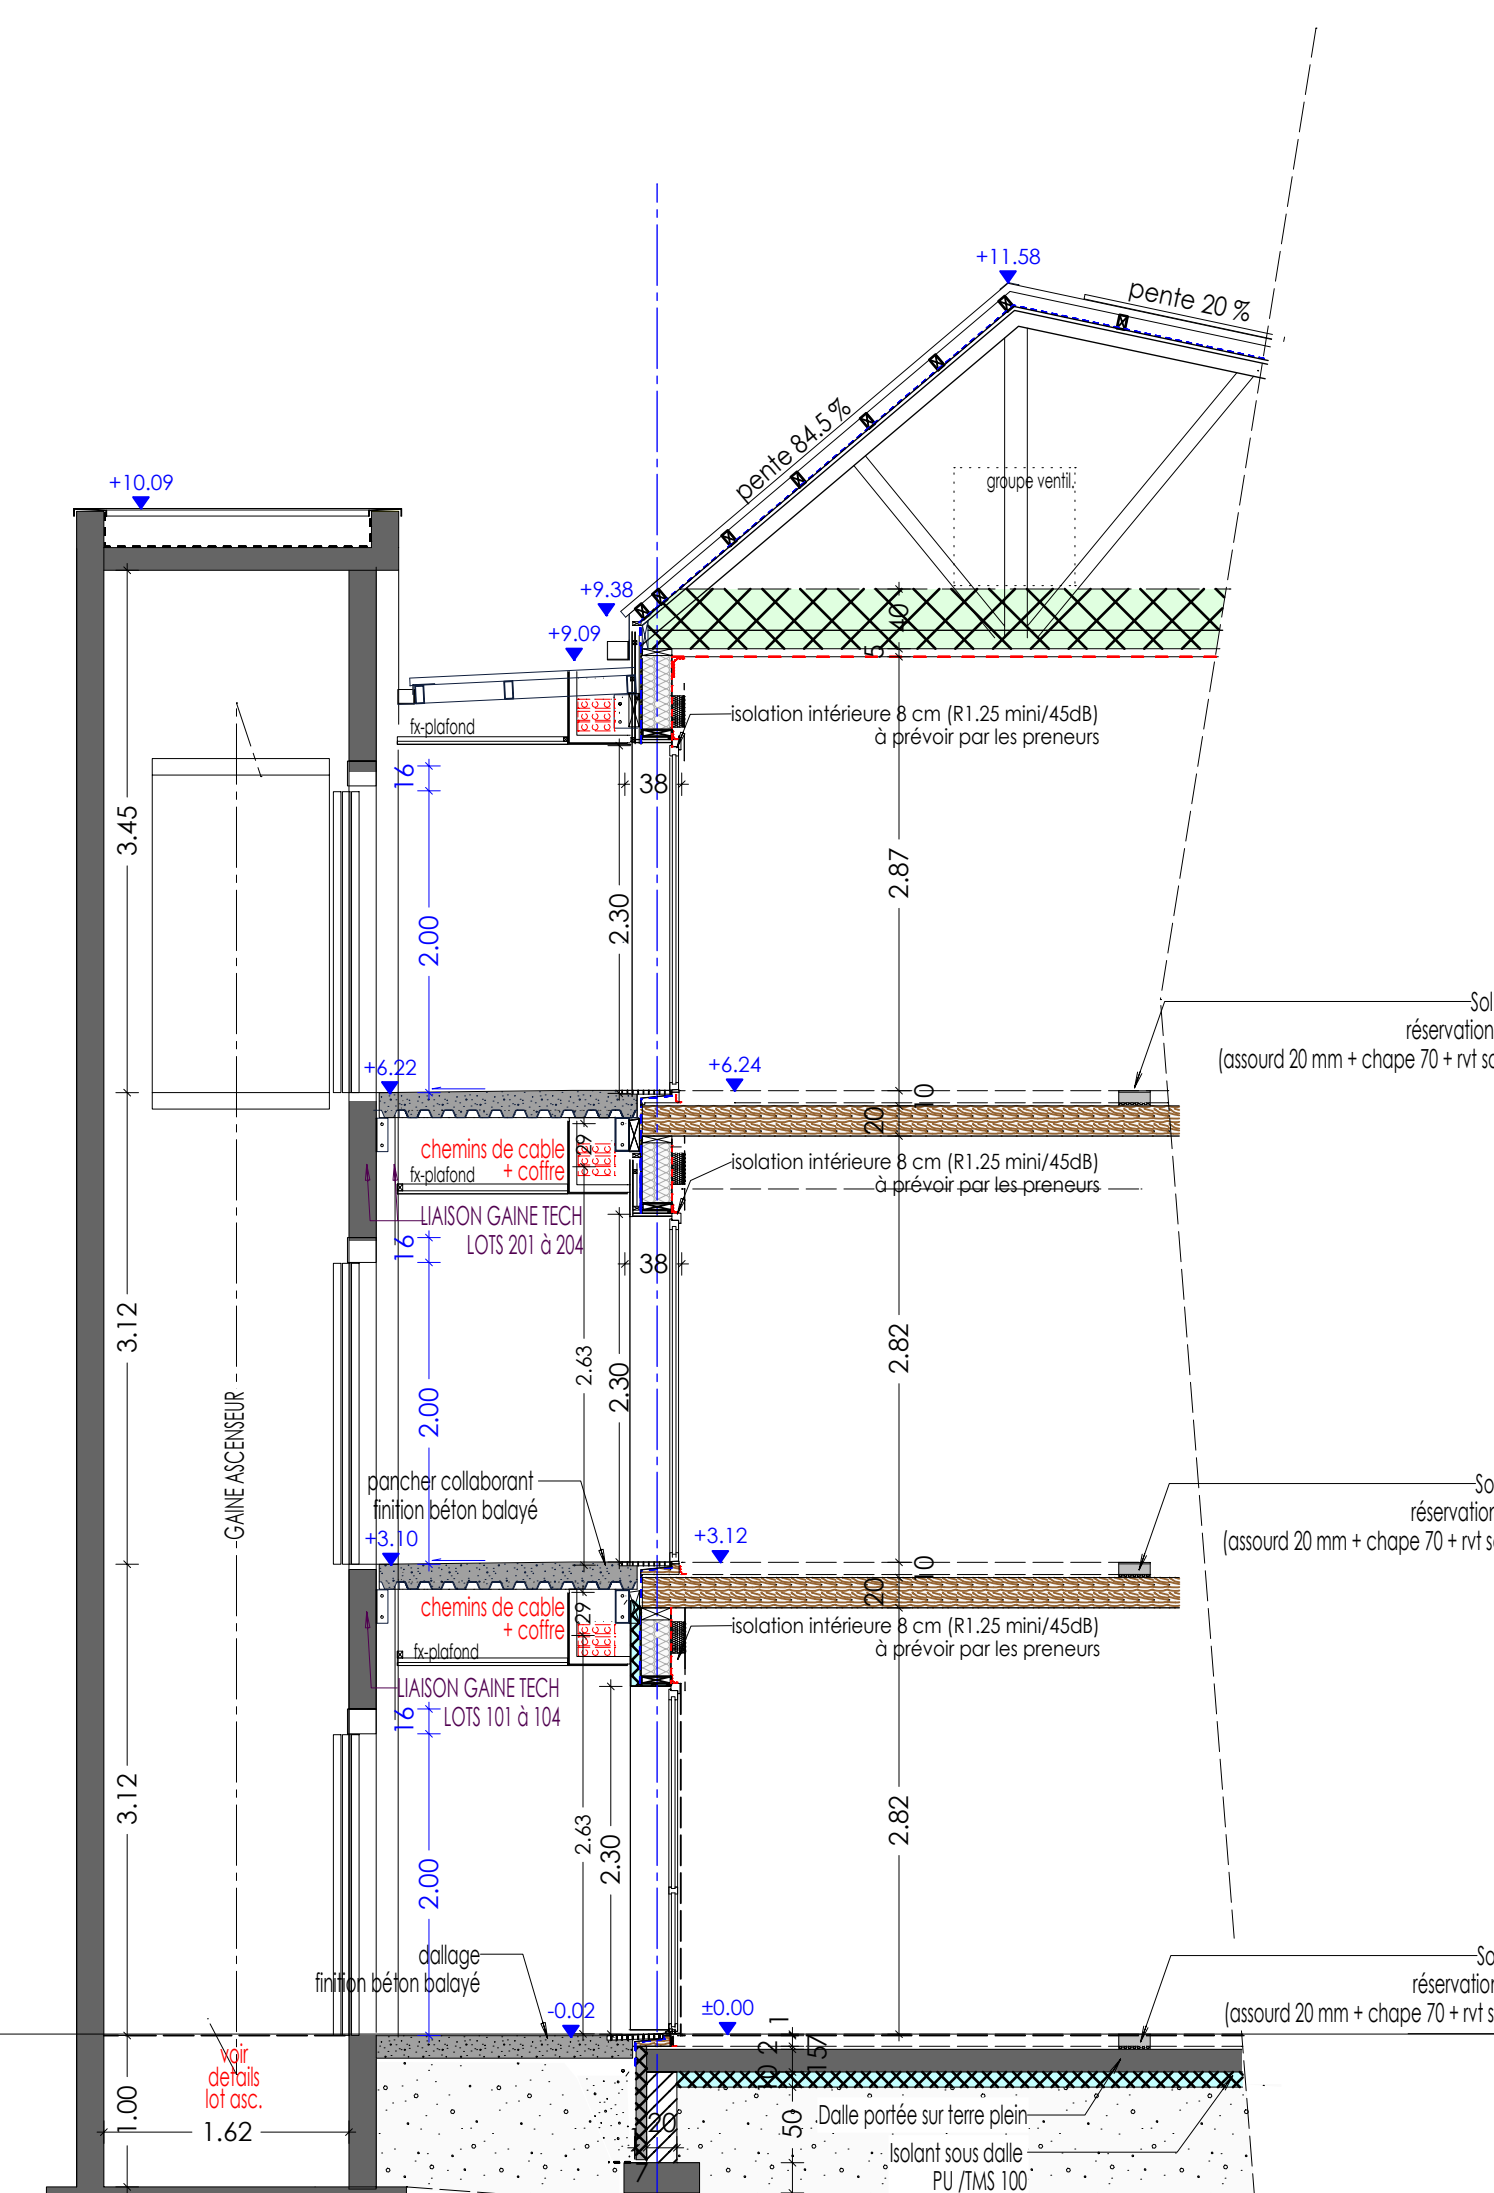 +11.58
pente 20 %
pente 84.5 %
groupe ventil.
+10.09
+9.38
+9.09
40
5
isolation intérieure 8 cm (R1.25 mini/45dB)
à prévoir par les preneurs
fx-plafond
16
38
3.45
2.87
2.30
2.00
Sol
réservation
(assourd 20 mm + chape 70 + rvt so
+6.22
+6.24
10
20
chemins de cable
+ coffre
29
fx-plafond
isolation intérieure 8 cm (R1.25 mini/45dB)
à prévoir par les preneurs
LIAISON GAINE TECH
LOTS 201 à 204
16
38
3.12
2.82
2.63
2.30
2.00
GAINE ASCENSEUR
pancher collaborant
finition béton balayé
So
réservation
(assourd 20 mm + chape 70 + rvt s
+3.10
+3.12
10
20
chemins de cable
+ coffre
29
fx-plafond
isolation intérieure 8 cm (R1.25 mini/45dB)
à prévoir par les preneurs
LIAISON GAINE TECH
LOTS 101 à 104
16
3.12
2.82
2.63
2.30
2.00
dallage
finition béton balayé
So
réservation
(assourd 20 mm + chape 70 + rvt s
-0.02
±0.00
1
2
157
10
voir
details
lot asc.
1.00
1.62
20
50
Dalle portée sur terre plein
Isolant sous dalle
PU /TMS 100